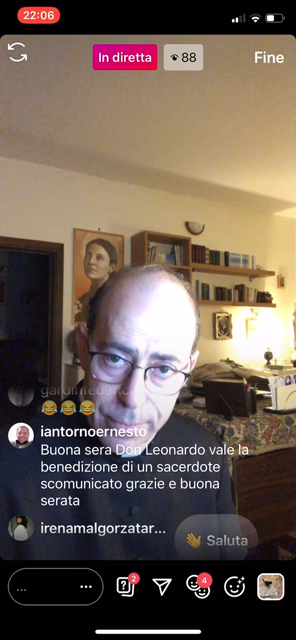 22:06
In diretta
88
Fine
gardinfederic
😂😂😂
iantornoernesto
Buona sera Don Leonardo vale la
benedizione di un sacerdote
scomunicato grazie e buona
serata
irenamalgorzatar...
👋 Saluta
...
...
?
2
4